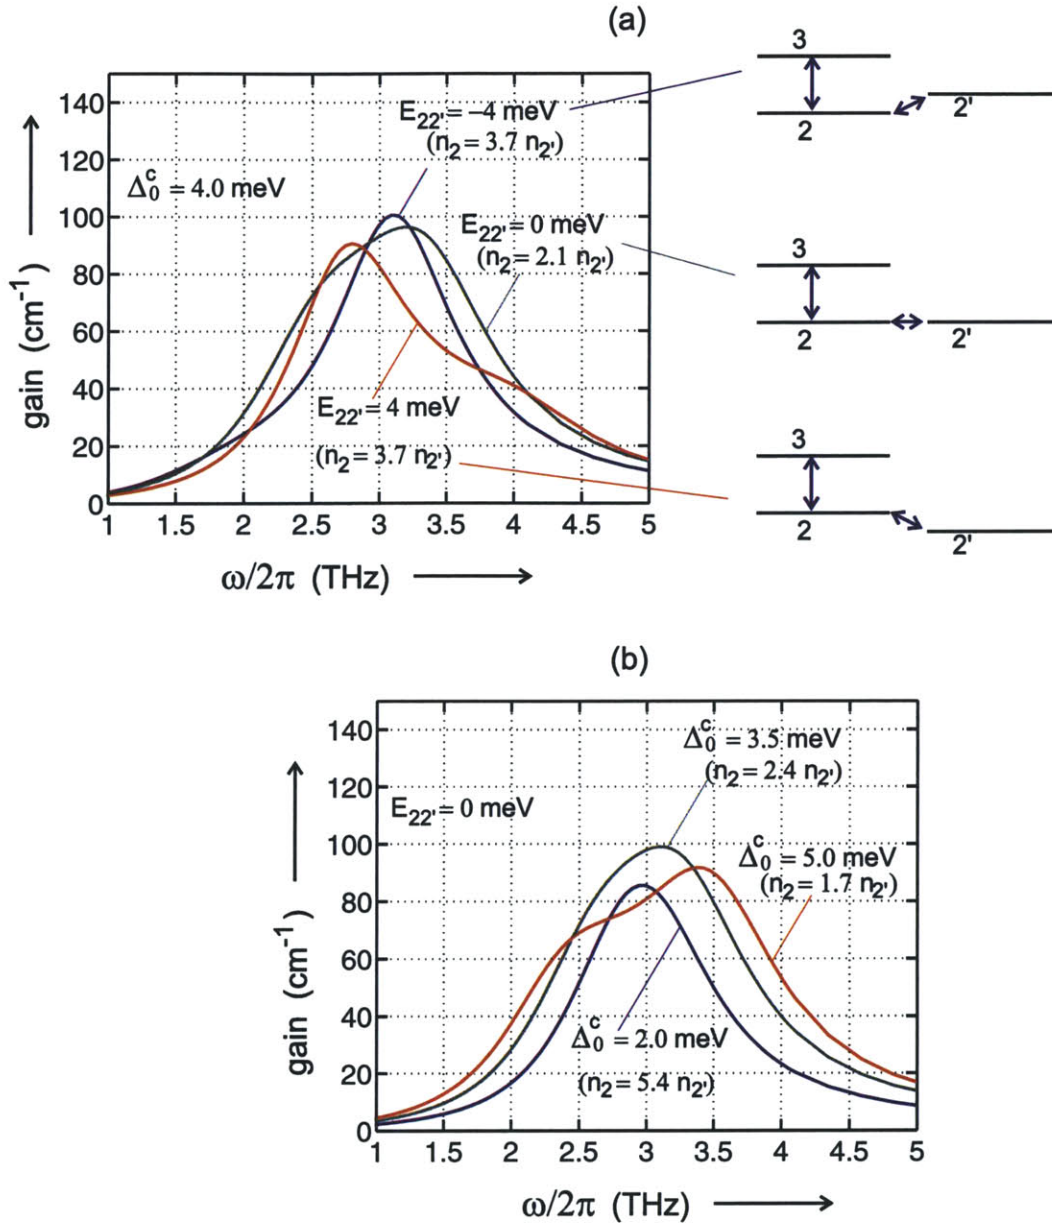 (a)
140
120
100
80
60
40
20
0
gain (cm⁻¹)
Δ₀ᶜ = 4.0 meV
E₂₂' = −4 meV
(n₂ = 3.7 n₂')
E₂₂' = 0 meV
(n₂ = 2.1 n₂')
E₂₂' = 4 meV
(n₂ = 3.7 n₂')
1 1.5 2 2.5 3 3.5 4 4.5 5
ω/2π (THz)
3
2 2'
3
2 2'
3
2 2'
(b)
140
120
100
80
60
40
20
0
gain (cm⁻¹)
E₂₂' = 0 meV
Δ₀ᶜ = 3.5 meV
(n₂ = 2.4 n₂')
Δ₀ᶜ = 5.0 meV
(n₂ = 1.7 n₂')
Δ₀ᶜ = 2.0 meV
(n₂ = 5.4 n₂')
1 1.5 2 2.5 3 3.5 4 4.5 5
ω/2π (THz)